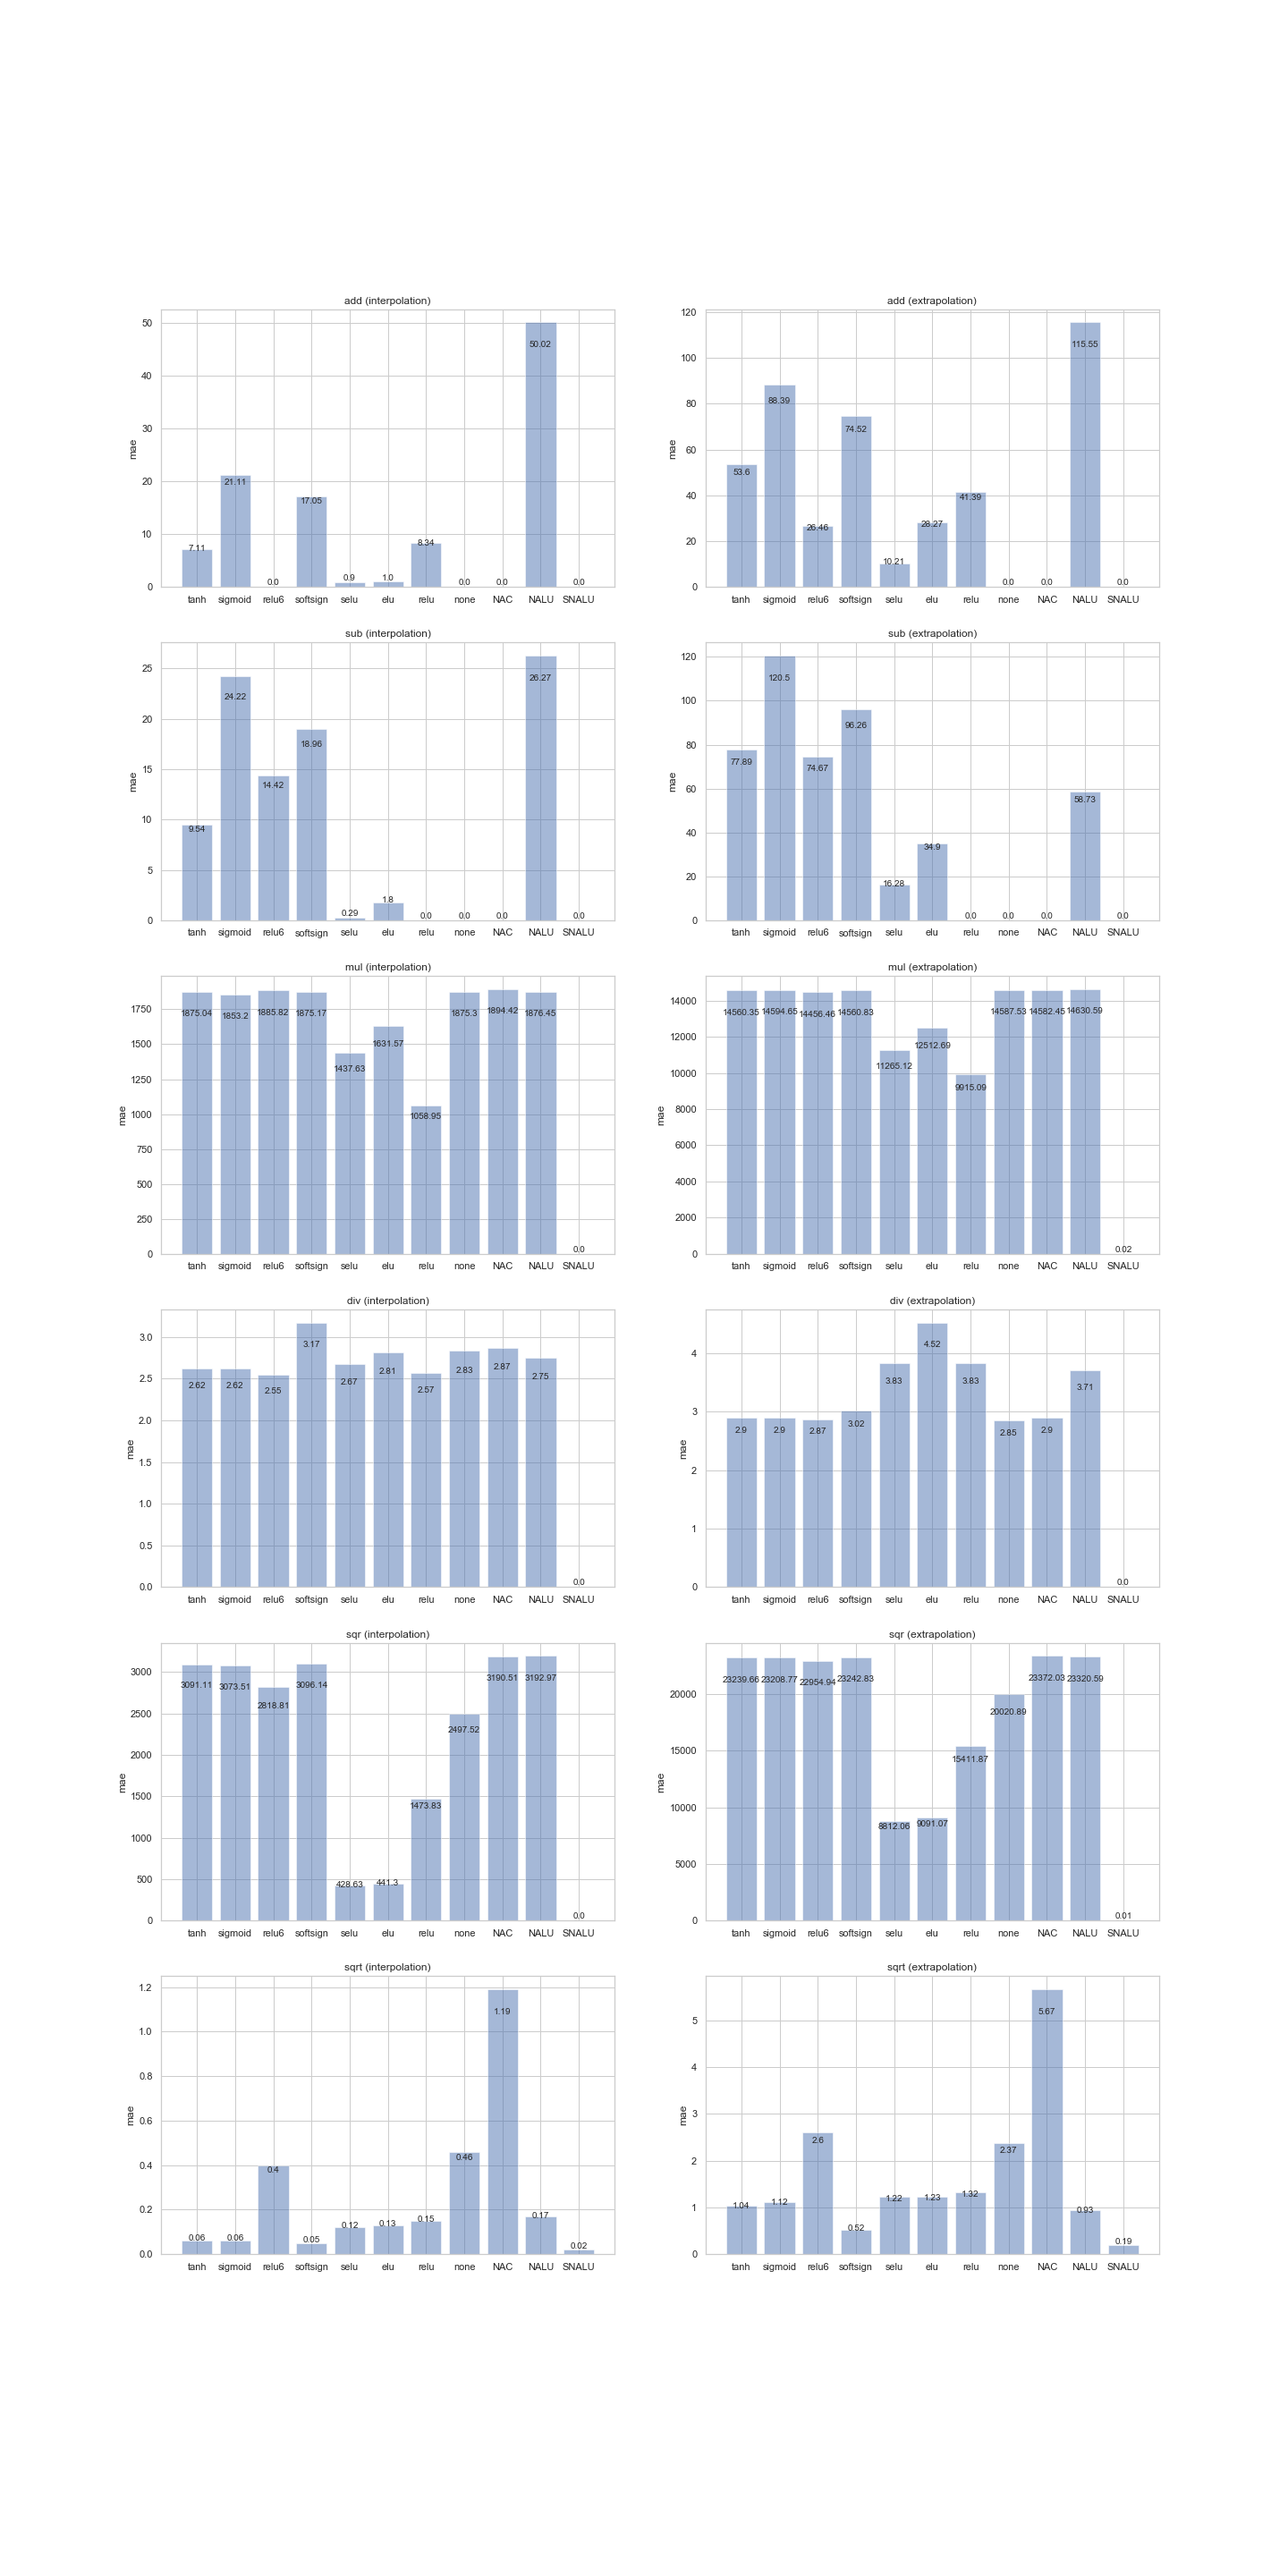 add (interpolation)
mae
50
40
30
20
10
0
7.11 21.11 0.0 17.05 0.9 1.0 8.34 0.0 0.0 50.02 0.0
tanh sigmoid relu6 softsign selu elu relu none NAC NALU SNALU
add (extrapolation)
mae
120
100
80
60
40
20
0
53.6 88.39 26.46 74.52 10.21 28.27 41.39 0.0 0.0 115.55 0.0
tanh sigmoid relu6 softsign selu elu relu none NAC NALU SNALU
sub (interpolation)
mae
25
20
15
10
5
0
9.54 24.22 14.42 18.96 0.29 1.8 0.0 0.0 0.0 26.27 0.0
tanh sigmoid relu6 softsign selu elu relu none NAC NALU SNALU
sub (extrapolation)
mae
120
100
80
60
40
20
0
77.89 120.5 74.67 96.26 16.28 34.9 0.0 0.0 0.0 58.73 0.0
tanh sigmoid relu6 softsign selu elu relu none NAC NALU SNALU
mul (interpolation)
mae
1750
1500
1250
1000
750
500
250
0
1875.04 1853.2 1885.82 1875.17 1437.63 1631.57 1058.95 1875.3 1894.42 1876.45 0.0
tanh sigmoid relu6 softsign selu elu relu none NAC NALU SNALU
mul (extrapolation)
mae
14000
12000
10000
8000
6000
4000
2000
0
14560.35 14594.65 14456.46 14560.83 11265.12 12512.69 9915.09 14587.53 14582.45 14630.59 0.02
tanh sigmoid relu6 softsign selu elu relu none NAC NALU SNALU
div (interpolation)
mae
3.0
2.5
2.0
1.5
1.0
0.5
0.0
2.62 2.62 2.55 3.17 2.67 2.81 2.57 2.83 2.87 2.75 0.0
tanh sigmoid relu6 softsign selu elu relu none NAC NALU SNALU
div (extrapolation)
mae
4
3
2
1
0
2.9 2.9 2.87 3.02 3.83 4.52 3.83 2.85 2.9 3.71 0.0
tanh sigmoid relu6 softsign selu elu relu none NAC NALU SNALU
sqr (interpolation)
mae
3000
2500
2000
1500
1000
500
0
3091.11 3073.51 2818.81 3096.14 428.63 441.3 1473.83 2497.52 3190.51 3192.97 0.0
tanh sigmoid relu6 softsign selu elu relu none NAC NALU SNALU
sqr (extrapolation)
mae
20000
15000
10000
5000
0
23239.66 23208.77 22954.94 23242.83 8812.06 9091.07 15411.87 20020.89 23372.03 23320.59 0.01
tanh sigmoid relu6 softsign selu elu relu none NAC NALU SNALU
sqrt (interpolation)
mae
1.2
1.0
0.8
0.6
0.4
0.2
0.0
0.06 0.06 0.4 0.05 0.12 0.13 0.15 0.46 1.19 0.17 0.02
tanh sigmoid relu6 softsign selu elu relu none NAC NALU SNALU
sqrt (extrapolation)
mae
5
4
3
2
1
0
1.04 1.12 2.6 0.52 1.22 1.23 1.32 2.37 5.67 0.93 0.19
tanh sigmoid relu6 softsign selu elu relu none NAC NALU SNALU